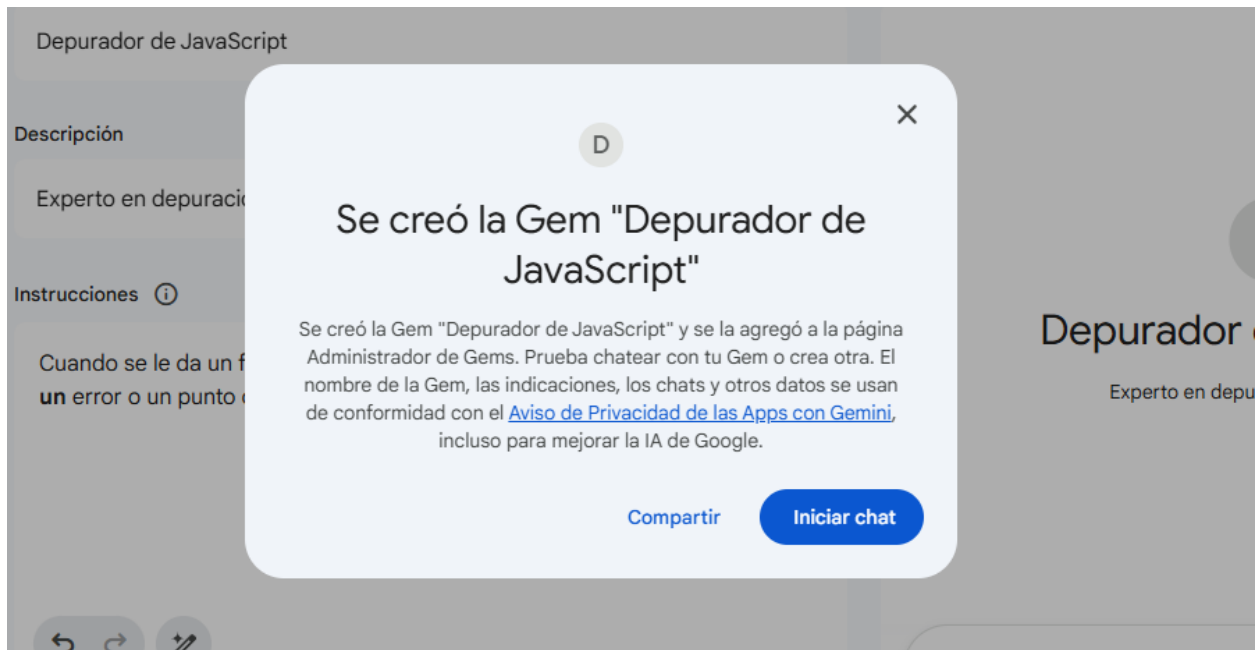 Depurador de JavaScript
Descripción
Experto en depuració
Instrucciones
Cuando se le da un f
un error o un punto
D
Se creó la Gem "Depurador de
JavaScript"
Se creó la Gem "Depurador de JavaScript" y se la agregó a la página
Administrador de Gems. Prueba chatear con tu Gem o crea otra. El
nombre de la Gem, las indicaciones, los chats y otros datos se usan
de conformidad con el Aviso de Privacidad de las Apps con Gemini,
incluso para mejorar la IA de Google.
Compartir
Iniciar chat
Depurador
Experto en depu